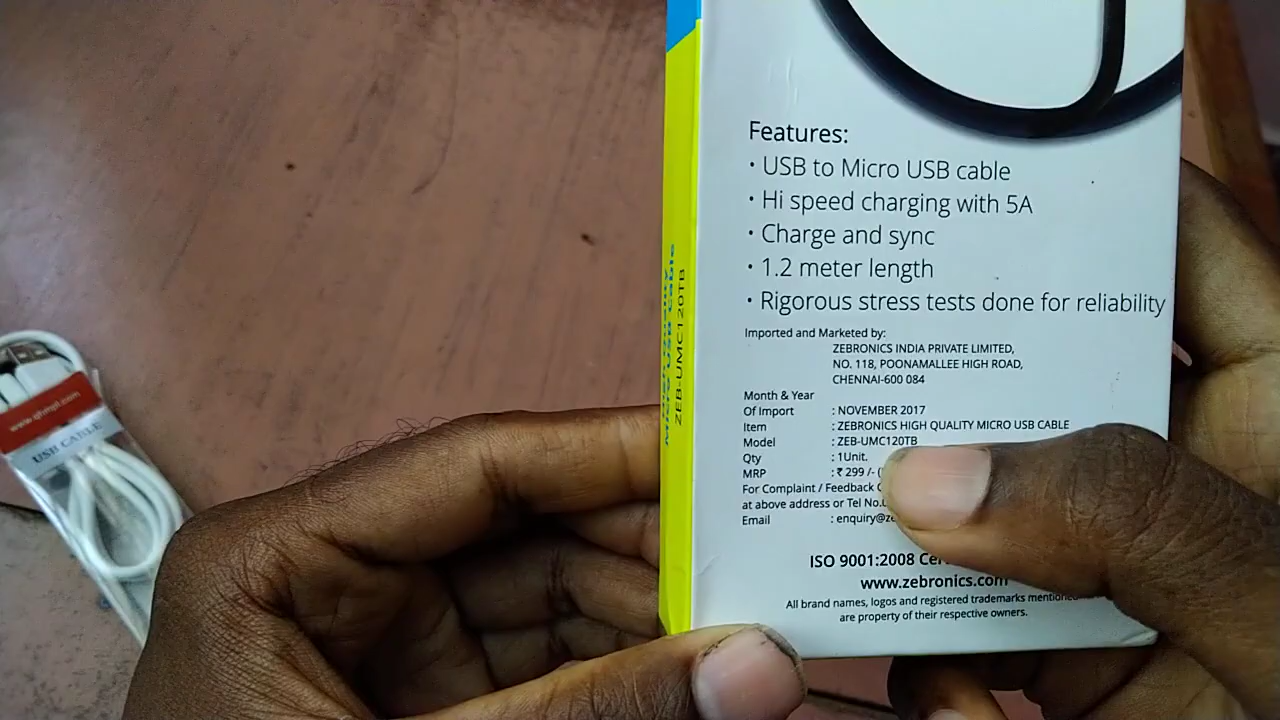 Features:
• USB to Micro USB cable
• Hi speed charging with 5A
• Charge and sync
• 1.2 meter length
• Rigorous stress tests done for reliability
Imported and Marketed by:
ZEBRONICS INDIA PRIVATE LIMITED,
NO. 118, POONAMALLEE HIGH ROAD,
CHENNAI-600 084
Month & Year
Of Import : NOVEMBER 2017
Item : ZEBRONICS HIGH QUALITY MICRO USB CABLE
Model : ZEB-UMC120TB
Qty : 1Unit.
MRP : ₹ 299 /-
For Complaint / Feedback
at above address or Tel No.
Email : enquiry@ze
ISO 9001:2008
www.zebronics.com
All brand names, logos and registered trademarks
are property of their respective owners.
Micro USB Cable
ZEB-UMC120TB
USB CABLE